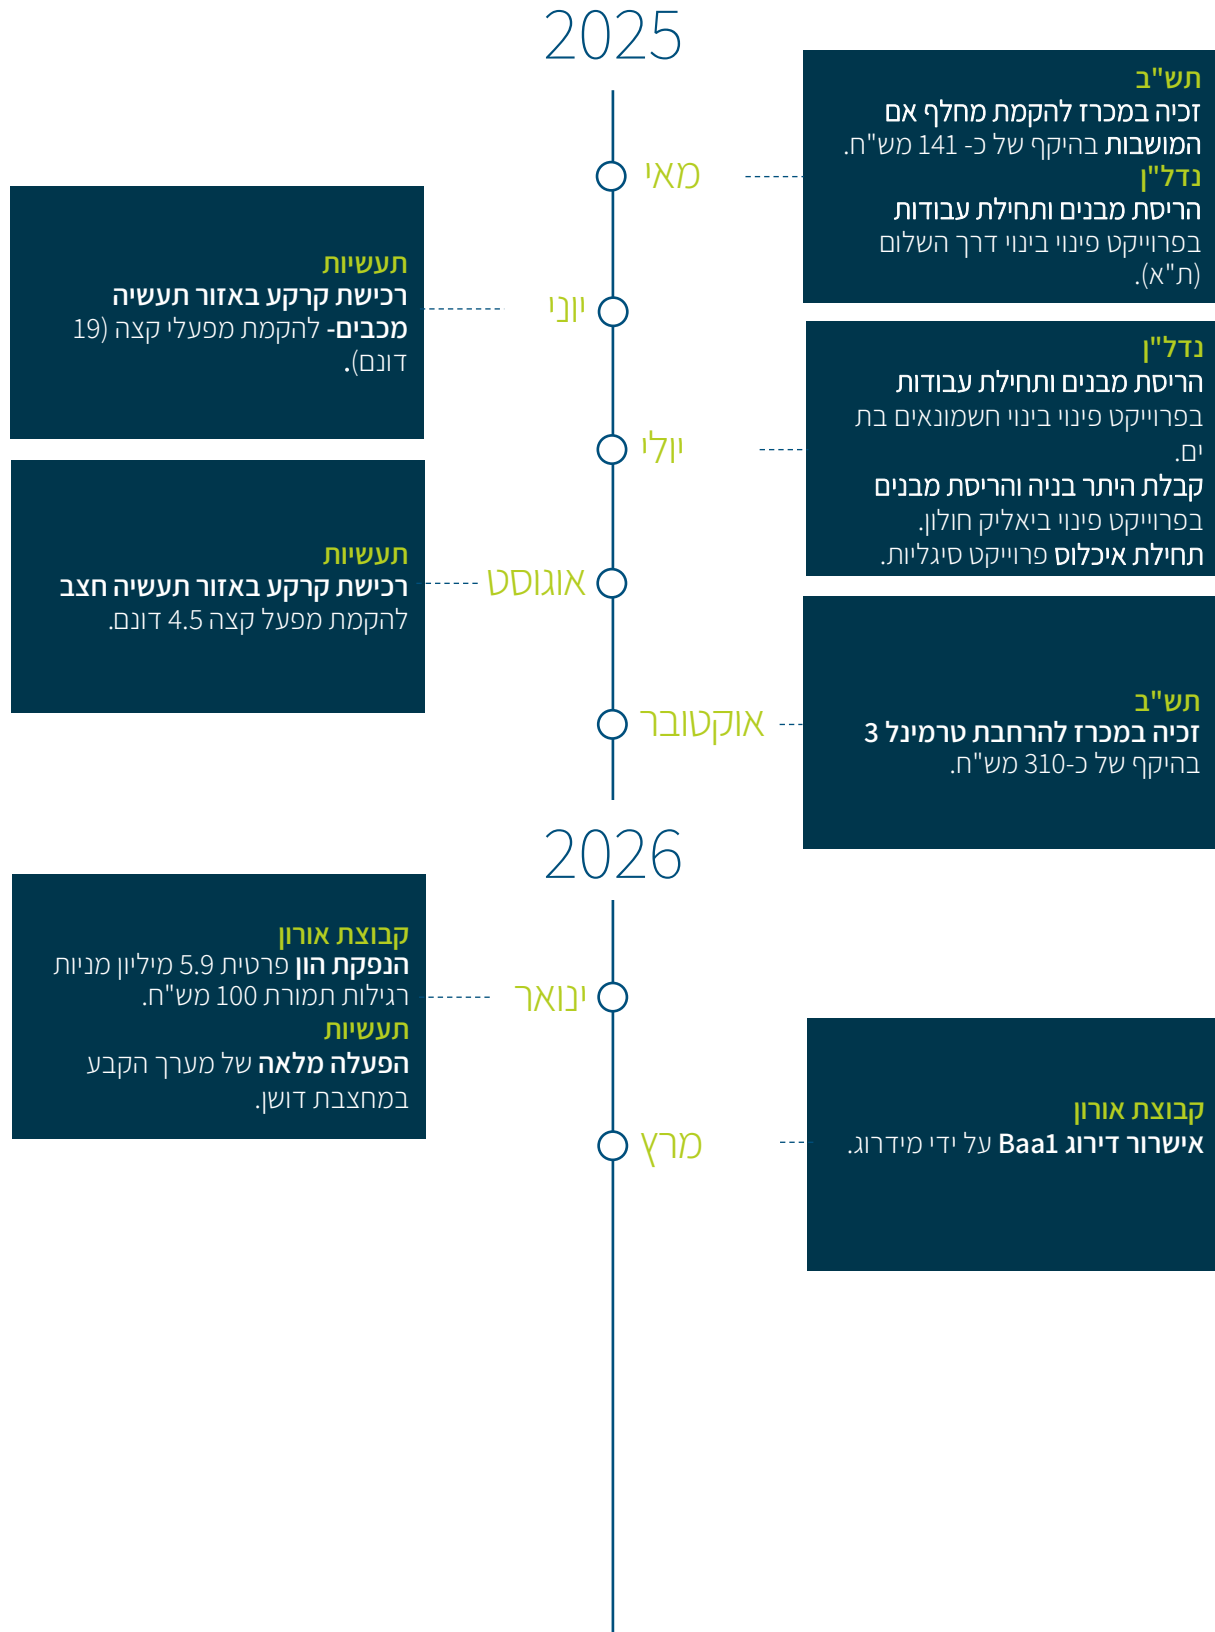 2025
מאי
תש"ב
זכיה במכרז להקמת מחלף אם
המושבות בהיקף של כ- 141 מש"ח.
נדל"ן
הריסת מבנים ותחילת עבודות
בפרוייקט פינוי בינוי דרך השלום
(ת"א).
יוני
תעשיות
רכישת קרקע באזור תעשיה
מכבים- להקמת מפעלי קצה (19
דונם).
יולי
נדל"ן
הריסת מבנים ותחילת עבודות
בפרוייקט פינוי בינוי חשמונאים בת
ים.
קבלת היתר בניה והריסת מבנים
בפרוייקט פינוי ביאליק חולון.
תחילת איכלוס פרוייקט סיגליות.
אוגוסט
תעשיות
רכישת קרקע באזור תעשיה חצב
להקמת מפעל קצה 4.5 דונם.
אוקטובר
תש"ב
זכיה במכרז להרחבת טרמינל 3
בהיקף של כ-310 מש"ח.
2026
ינואר
קבוצת אורון
הנפקת הון פרטית 5.9 מיליון מניות
רגילות תמורת 100 מש"ח.
תעשיות
הפעלה מלאה של מערך הקבע
במחצבת דושן.
מרץ
קבוצת אורון
אישרור דירוג Baa1 על ידי מידרוג.